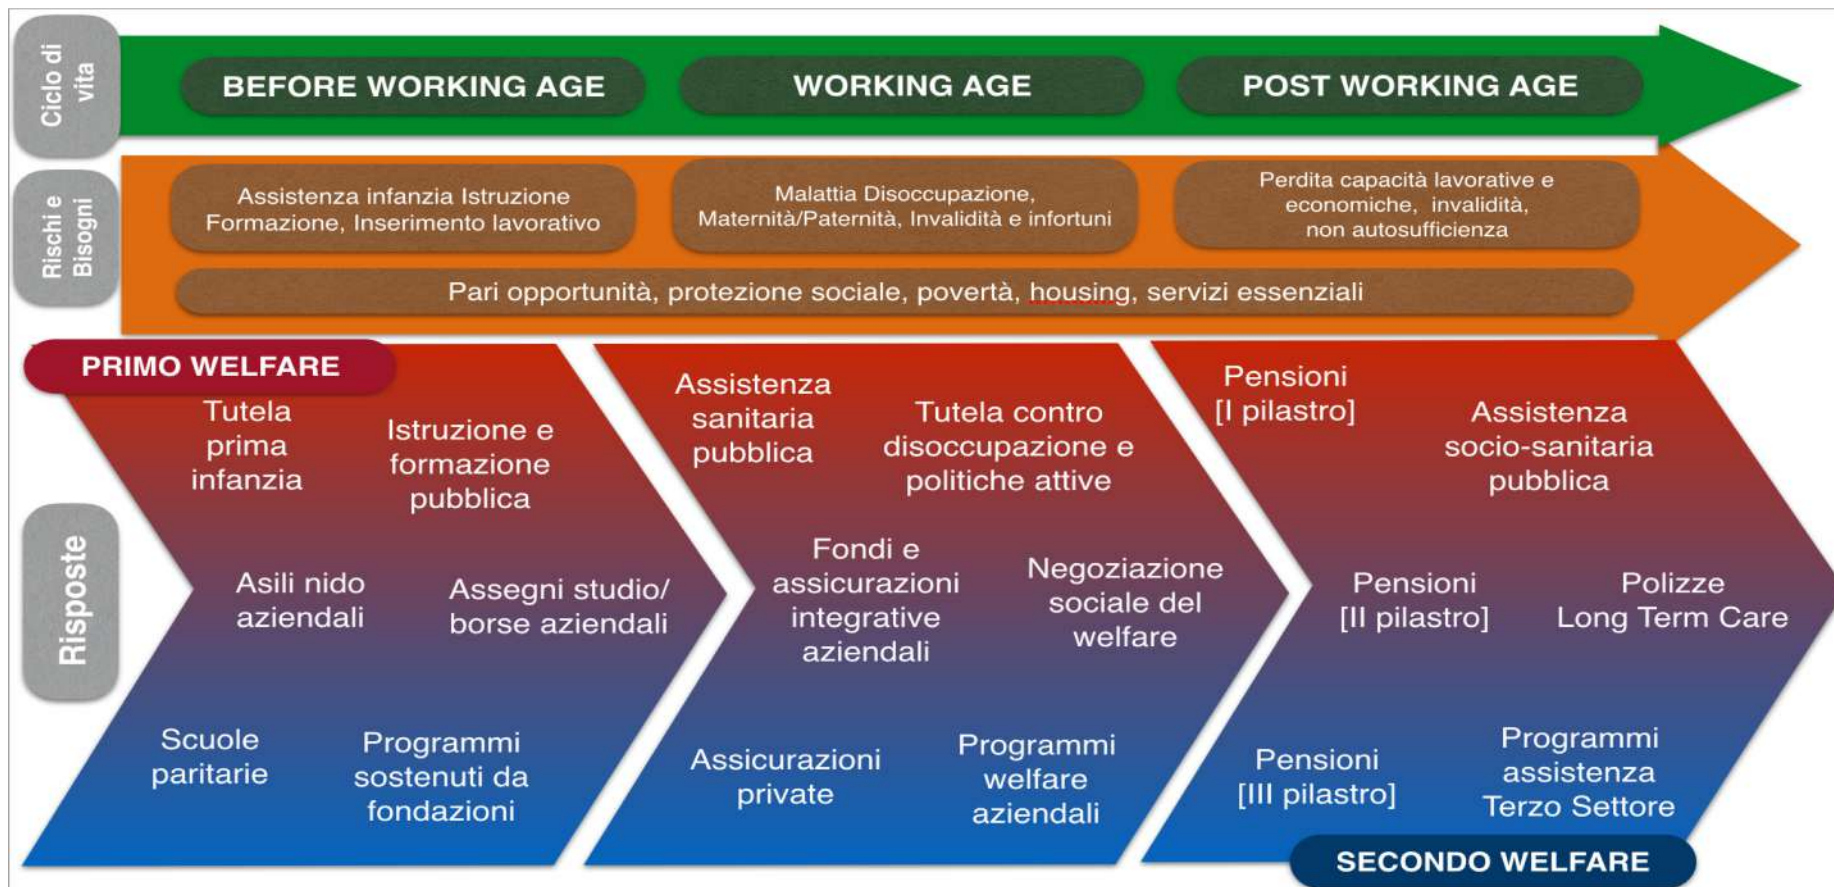 Ciclo di
vita
BEFORE WORKING AGE
WORKING AGE
POST WORKING AGE
Rischi e
Bisogni
Assistenza infanzia Istruzione
Formazione, Inserimento lavorativo
Malattia Disoccupazione,
Maternità/Paternità, Invalidità e infortuni
Perdita capacità lavorative e
economiche, invalidità,
non autosufficienza
Pari opportunità, protezione sociale, povertà, housing, servizi essenziali
PRIMO WELFARE
Risposte
Tutela
prima
infanzia
Istruzione e
formazione
pubblica
Asili nido
aziendali
Assegni studio/
borse aziendali
Scuole
paritarie
Programmi
sostenuti da
fondazioni
Assistenza
sanitaria
pubblica
Tutela contro
disoccupazione e
politiche attive
Fondi e
assicurazioni
integrative
aziendali
Negoziazione
sociale del
welfare
Assicurazioni
private
Programmi
welfare
aziendali
Pensioni
[I pilastro]
Assistenza
socio-sanitaria
pubblica
Pensioni
[II pilastro]
Polizze
Long Term Care
Pensioni
[III pilastro]
Programmi
assistenza
Terzo Settore
SECONDO WELFARE